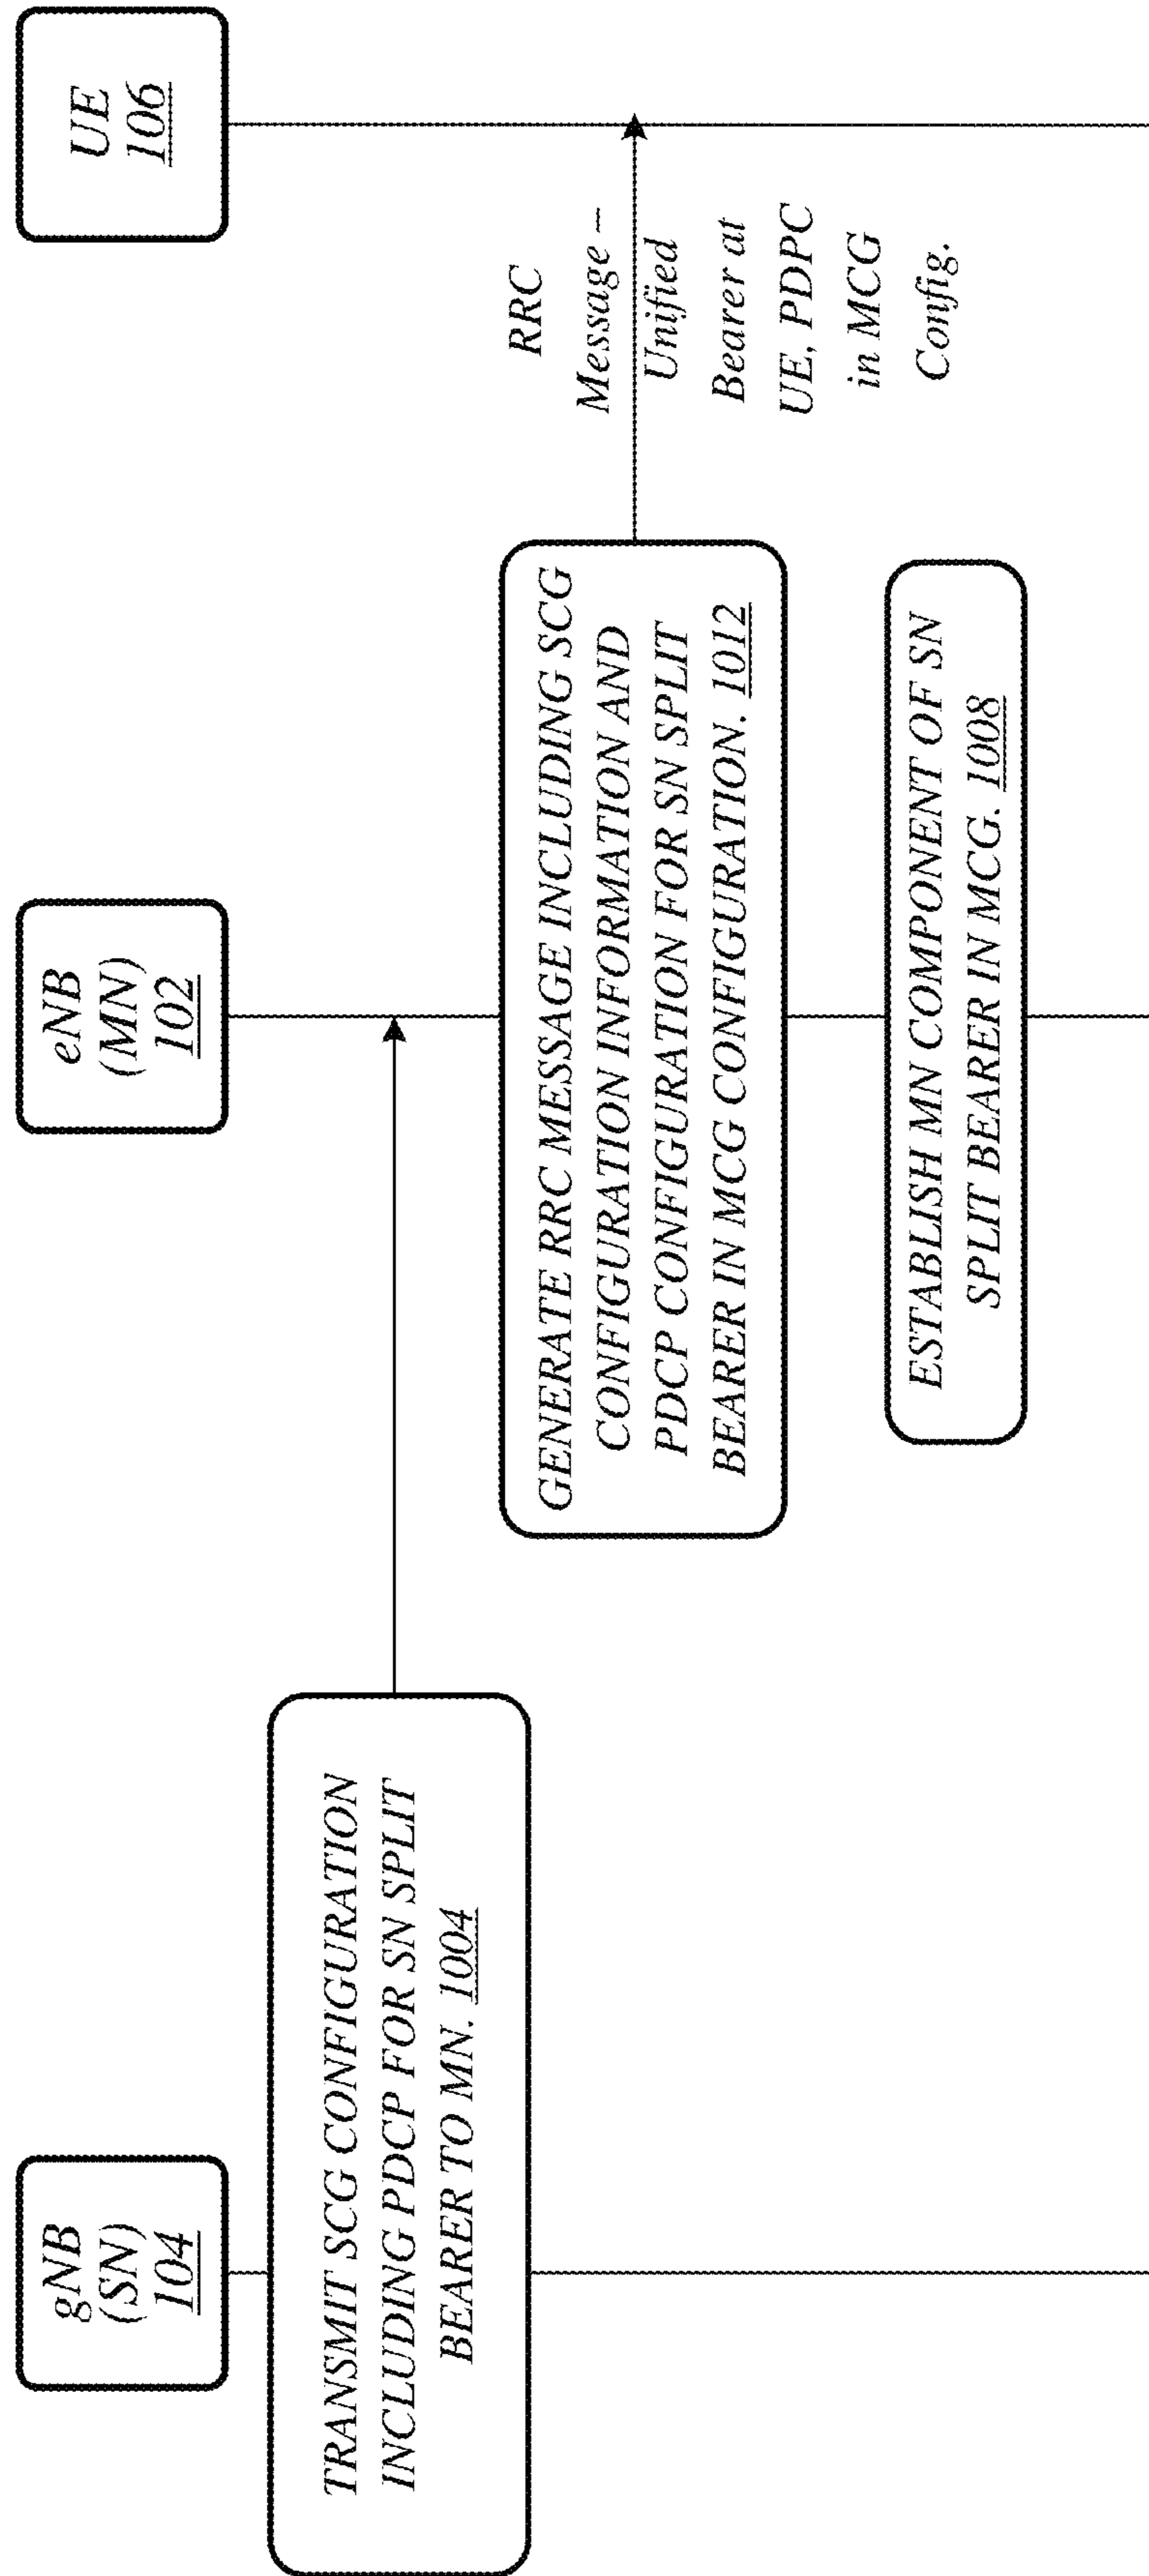 gNB
(SN)
104
eNB
(MN)
102
UE
106
TRANSMIT SCG CONFIGURATION
INCLUDING PDCP FOR SN SPLIT
BEARER TO MN. 1004
GENERATE RRC MESSAGE INCLUDING SCG
CONFIGURATION INFORMATION AND
PDCP CONFIGURATION FOR SN SPLIT
BEARER IN MCG CONFIGURATION. 1012
RRC
Message –
Unified
Bearer at
UE, PDPC
in MCG
Config.
ESTABLISH MN COMPONENT OF SN
SPLIT BEARER IN MCG. 1008